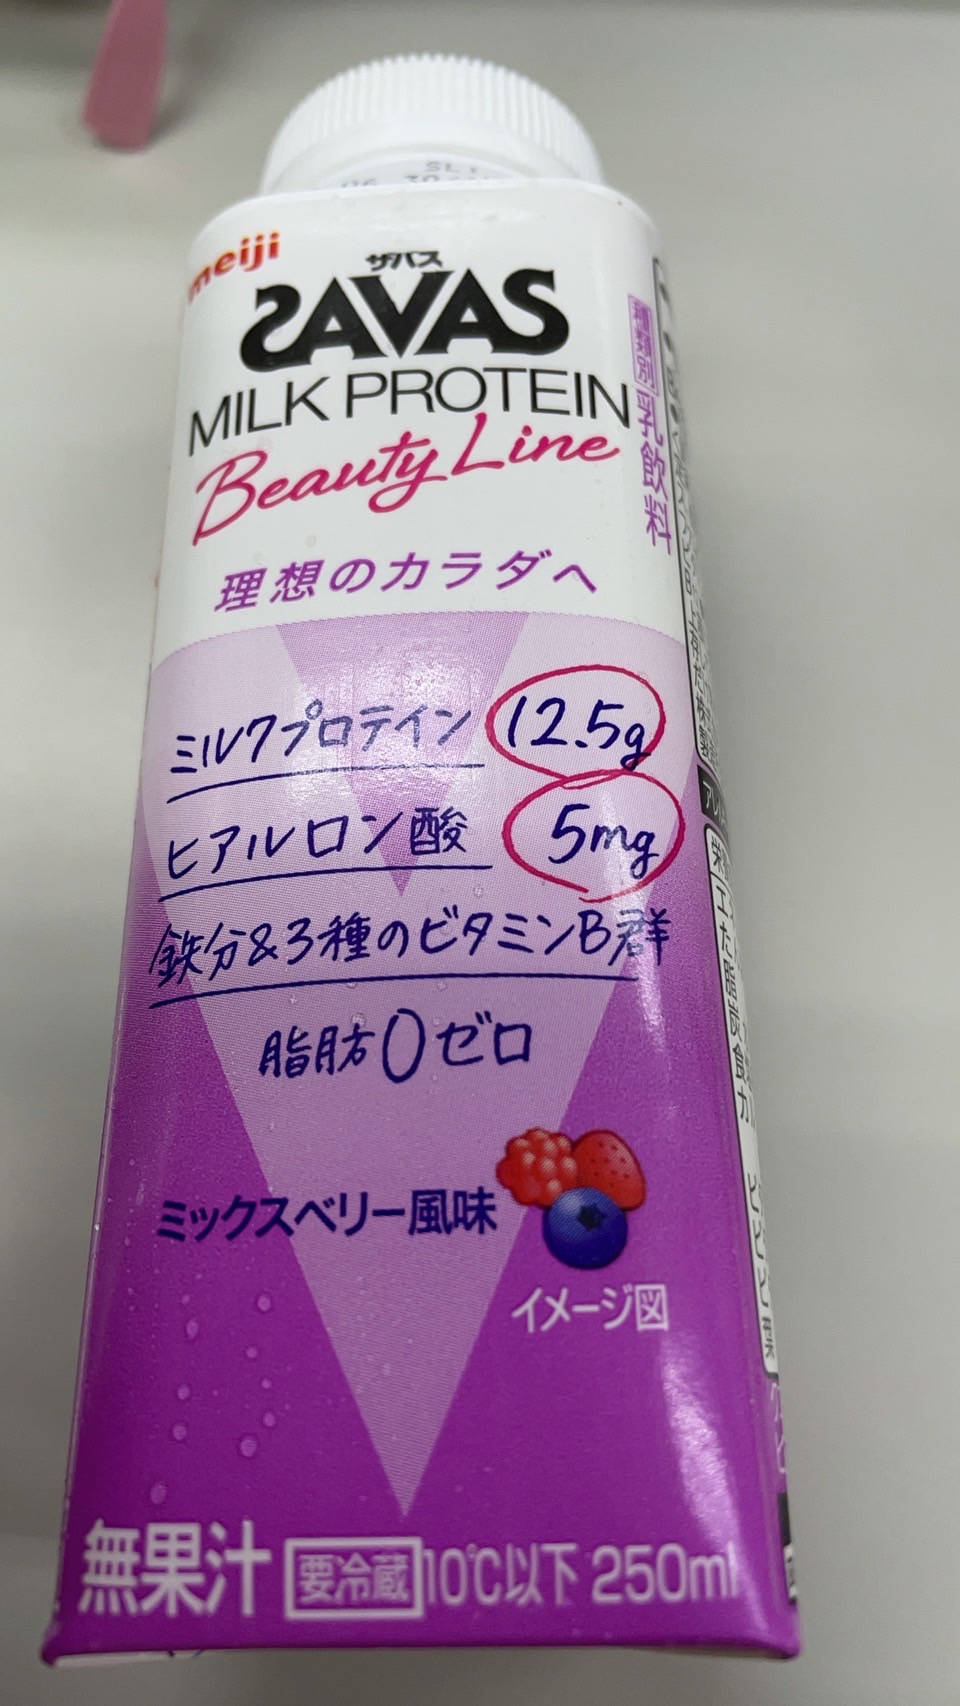 meiji
ザバス
SAVAS
MILK PROTEIN
Beauty Line
種類別 乳飲料
理想のカラダへ
ミルクプロテイン 12.5g
ヒアルロン酸 5mg
鉄分&3種のビタミンB群
脂肪0ゼロ
ミックスベリー風味
イメージ図
無果汁 要冷蔵 10℃以下 250ml